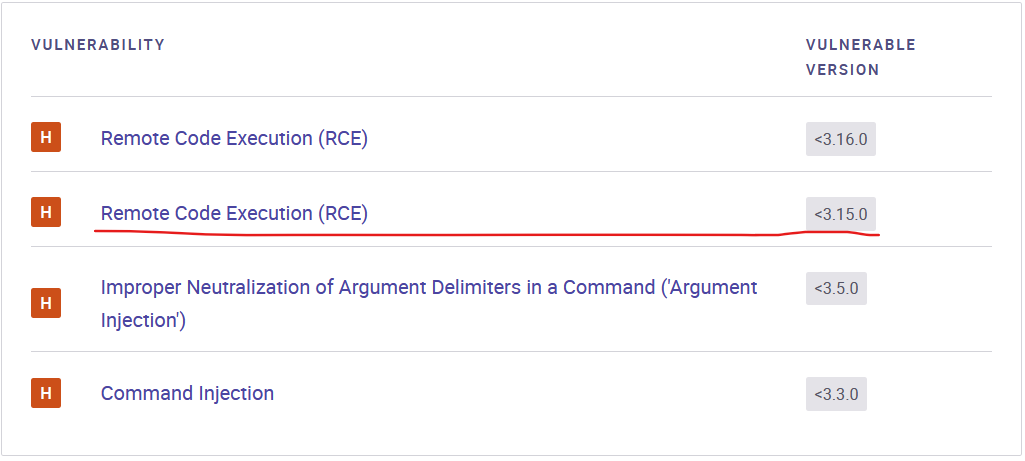 VULNERABILITY
VULNERABLE
VERSION
H Remote Code Execution (RCE) <3.16.0
H Remote Code Execution (RCE) <3.15.0
H Improper Neutralization of Argument Delimiters in a Command ('Argument
Injection') <3.5.0
H Command Injection <3.3.0